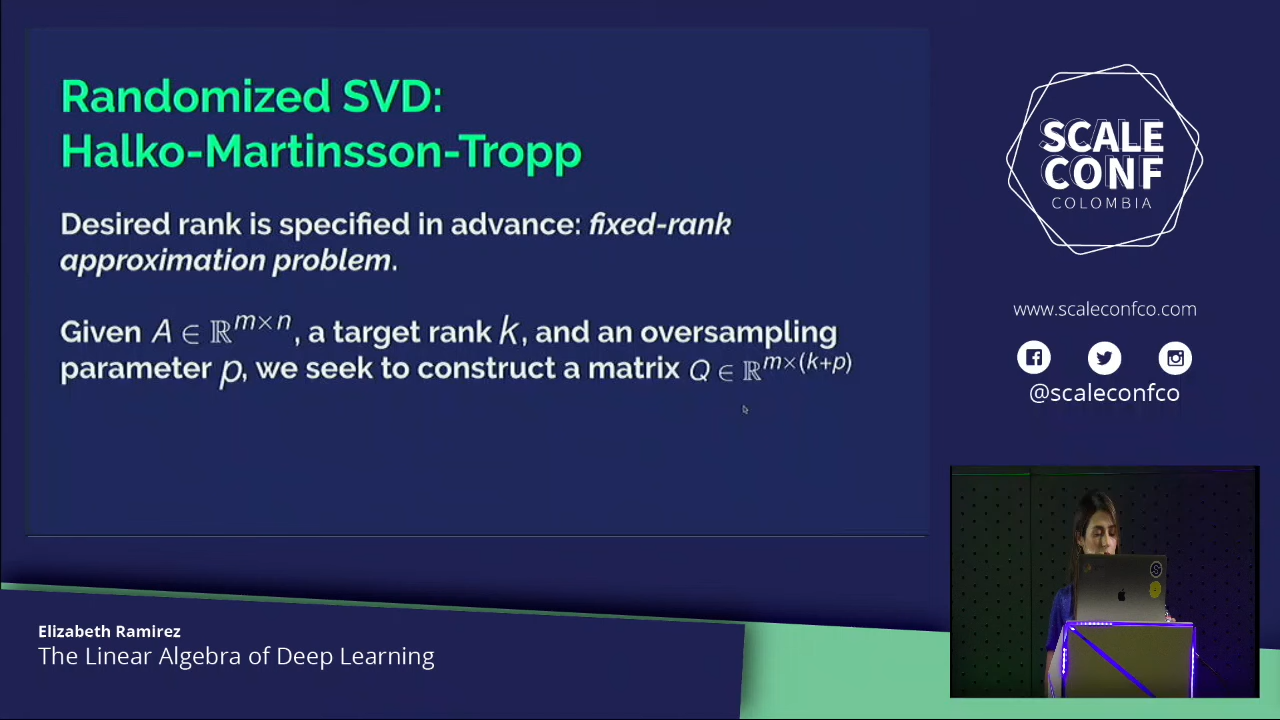 Randomized SVD:
Halko-Martinsson-Tropp
Desired rank is specified in advance: fixed-rank
approximation problem.
Given A ∈ ℝ^{m×n}, a target rank k, and an oversampling
parameter p, we seek to construct a matrix Q ∈ ℝ^{m×(k+p)}
SCALE
CONF
COLOMBIA
www.scaleconfco.com
@scaleconfco
Elizabeth Ramirez
The Linear Algebra of Deep Learning